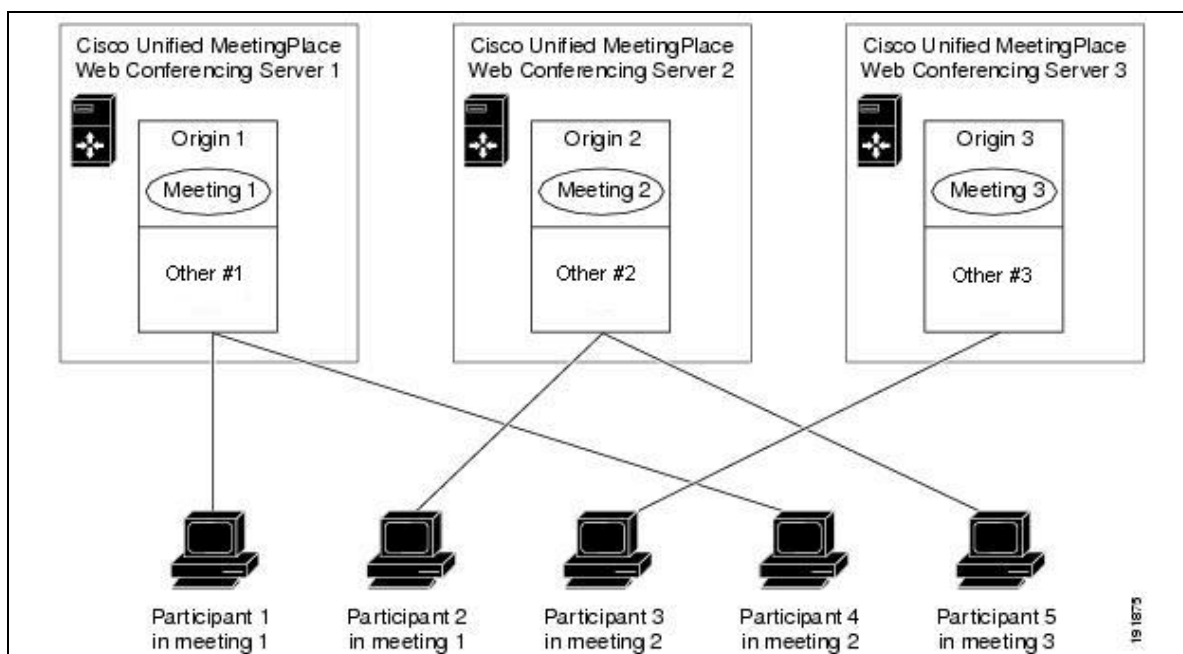 Cisco Unified MeetingPlace
Web Conferencing Server 1
Origin 1
Meeting 1
Other #1
Cisco Unified MeetingPlace
Web Conferencing Server 2
Origin 2
Meeting 2
Other #2
Cisco Unified MeetingPlace
Web Conferencing Server 3
Origin 3
Meeting 3
Other #3
Participant 1
in meeting 1
Participant 2
in meeting 1
Participant 3
in meeting 2
Participant 4
in meeting 2
Participant 5
in meeting 3
191875